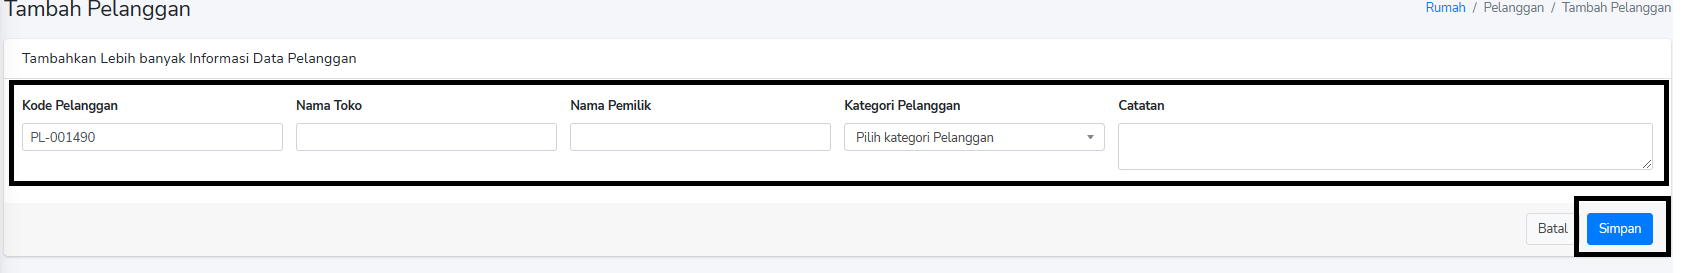 Tambah Pelanggan
Rumah / Pelanggan / Tambah Pelanggan
Tambahkan Lebih banyak Informasi Data Pelanggan
Kode Pelanggan Nama Toko Nama Pemilik Kategori Pelanggan Catatan
PL-001490 Pilih kategori Pelanggan
Batal Simpan